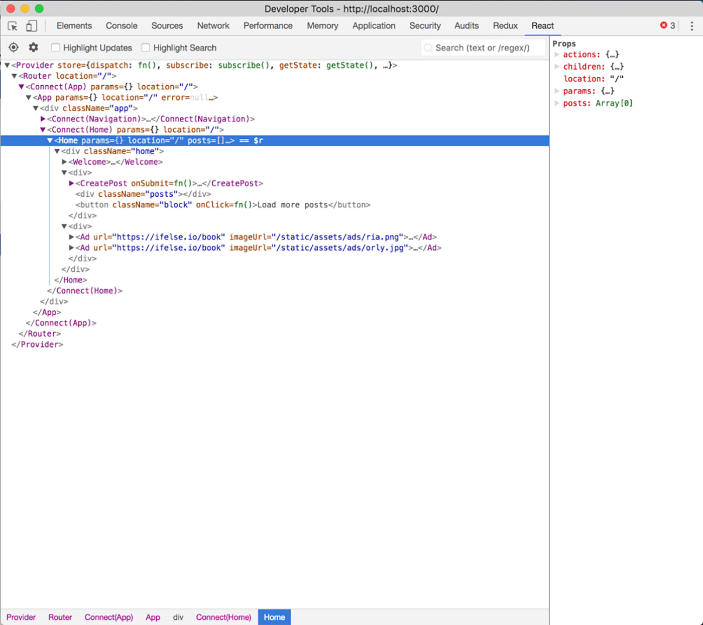 Developer Tools - http://localhost:3000/
Elements Console Sources Network Performance Memory Application Security Audits Redux React 3
Highlight Updates Highlight Search Search (text or /regex/)
<Provider store={dispatch: fn(), subscribe: subscribe(), getState: getState(), …}>
<Router location="/">
<Connect(App) params={} location="/">
<App params={} location="/" error=null…>
<div className="app">
<Connect(Navigation)>…</Connect(Navigation)>
<Connect(Home) params={} location="/">
<Home params={} location="/" posts=[]…> == $r
<div className="home">
<Welcome>…</Welcome>
<div>
<CreatePost onSubmit=fn()>…</CreatePost>
<div className="posts"></div>
<button className="block" onClick=fn()>Load more posts</button>
</div>
<div>
<Ad url="https://ifelse.io/book" imageUrl="/static/assets/ads/ria.png">…</Ad>
<Ad url="https://ifelse.io/book" imageUrl="/static/assets/ads/orly.jpg">…</Ad>
</div>
</div>
</Home>
</Connect(Home)>
</div>
</App>
</Connect(App)>
</Router>
</Provider>
Props
actions: {…}
children: {…}
location: "/"
params: {…}
posts: Array[0]
Provider Router Connect(App) App div Connect(Home) Home